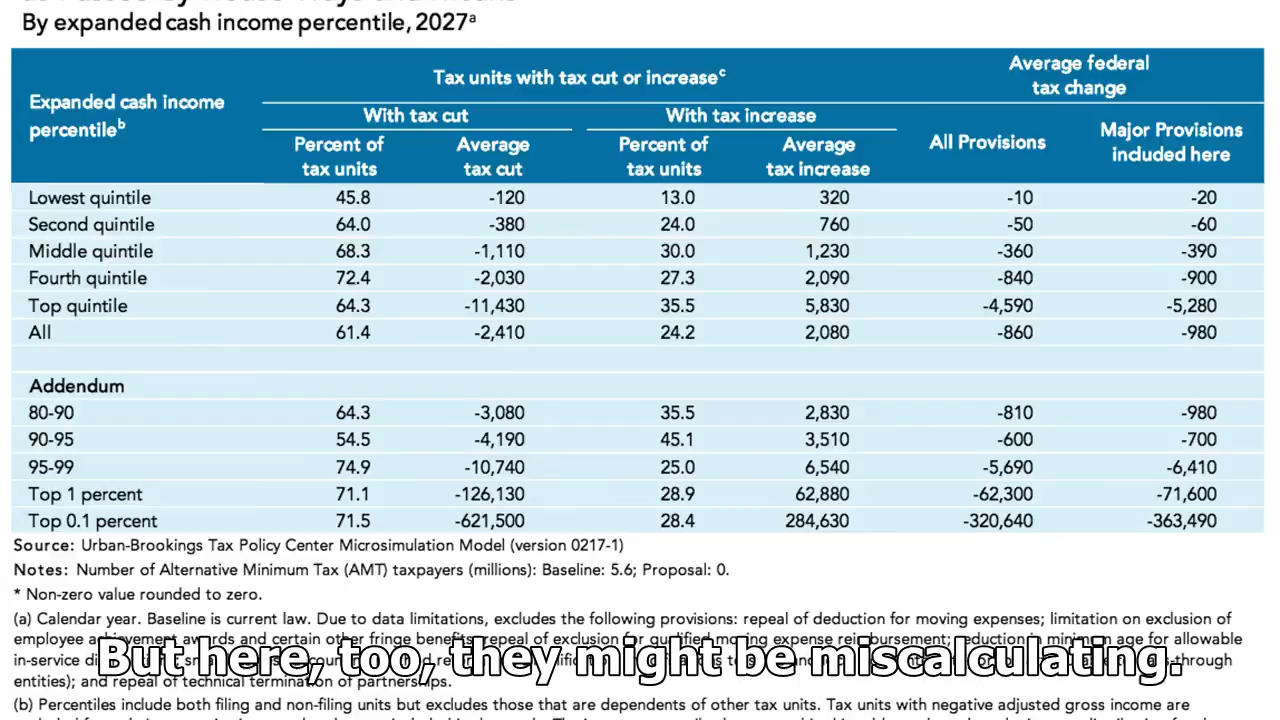 By expanded cash income percentile, 2027a
Expanded cash income percentileb
Tax units with tax cut or increasec
Average federal tax change
With tax cut
With tax increase
All Provisions
Major Provisions included here
Percent of tax units
Average tax cut
Percent of tax units
Average tax increase
Lowest quintile 45.8 -120 13.0 320 -10 -20
Second quintile 64.0 -380 24.0 760 -50 -60
Middle quintile 68.3 -1,110 30.0 1,230 -360 -390
Fourth quintile 72.4 -2,030 27.3 2,090 -840 -900
Top quintile 64.3 -11,430 35.5 5,830 -4,590 -5,280
All 61.4 -2,410 24.2 2,080 -860 -980
Addendum
80-90 64.3 -3,080 35.5 2,830 -810 -980
90-95 54.5 -4,190 45.1 3,510 -600 -700
95-99 74.9 -10,740 25.0 6,540 -5,690 -6,410
Top 1 percent 71.1 -126,130 28.9 62,880 -62,300 -71,600
Top 0.1 percent 71.5 -621,500 28.4 284,630 -320,640 -363,490
Source: Urban-Brookings Tax Policy Center Microsimulation Model (version 0217-1)
Notes: Number of Alternative Minimum Tax (AMT) taxpayers (millions): Baseline: 5.6; Proposal: 0.
* Non-zero value rounded to zero.
(a) Calendar year. Baseline is current law. Due to data limitations, excludes the following provisions: repeal of deduction for moving expenses; limitation on exclusion of
employee achievement awards and certain other fringe benefits; repeal of exclusion for qualified moving expense reimbursement; reduction in minimum age for allowable
in-service
entities); and repeal of technical termination of partnerships.
But here, too, they might be miscalculating.
(b) Percentiles include both filing and non-filing units but excludes those that are dependents of other tax units. Tax units with negative adjusted gross income are